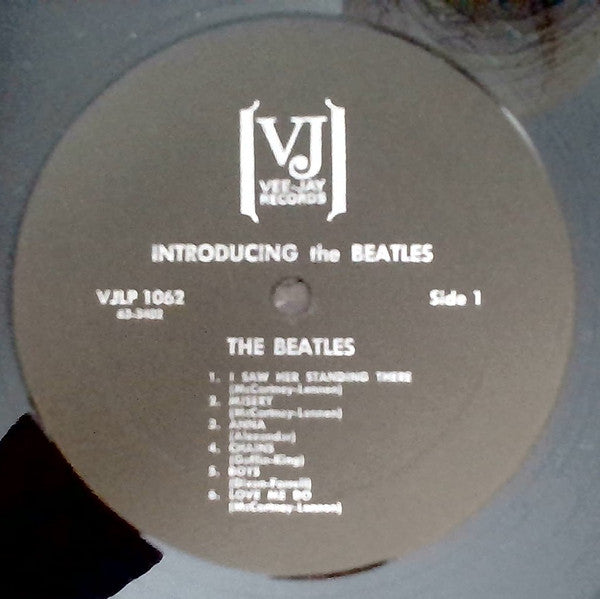 VJ
VEE-JAY
RECORDS
INTRODUCING the BEATLES
VJLP 1062
Side 1
63-3402
THE BEATLES
1. I SAW HER STANDING THERE
(McCartney-Lennon)
2. MISERY
(McCartney-Lennon)
3. ANNA
(Alexander)
4. CHAINS
(Goffin-King)
5. BOYS
(Dixon-Farrell)
6. LOVE ME DO
(McCartney-Lennon)